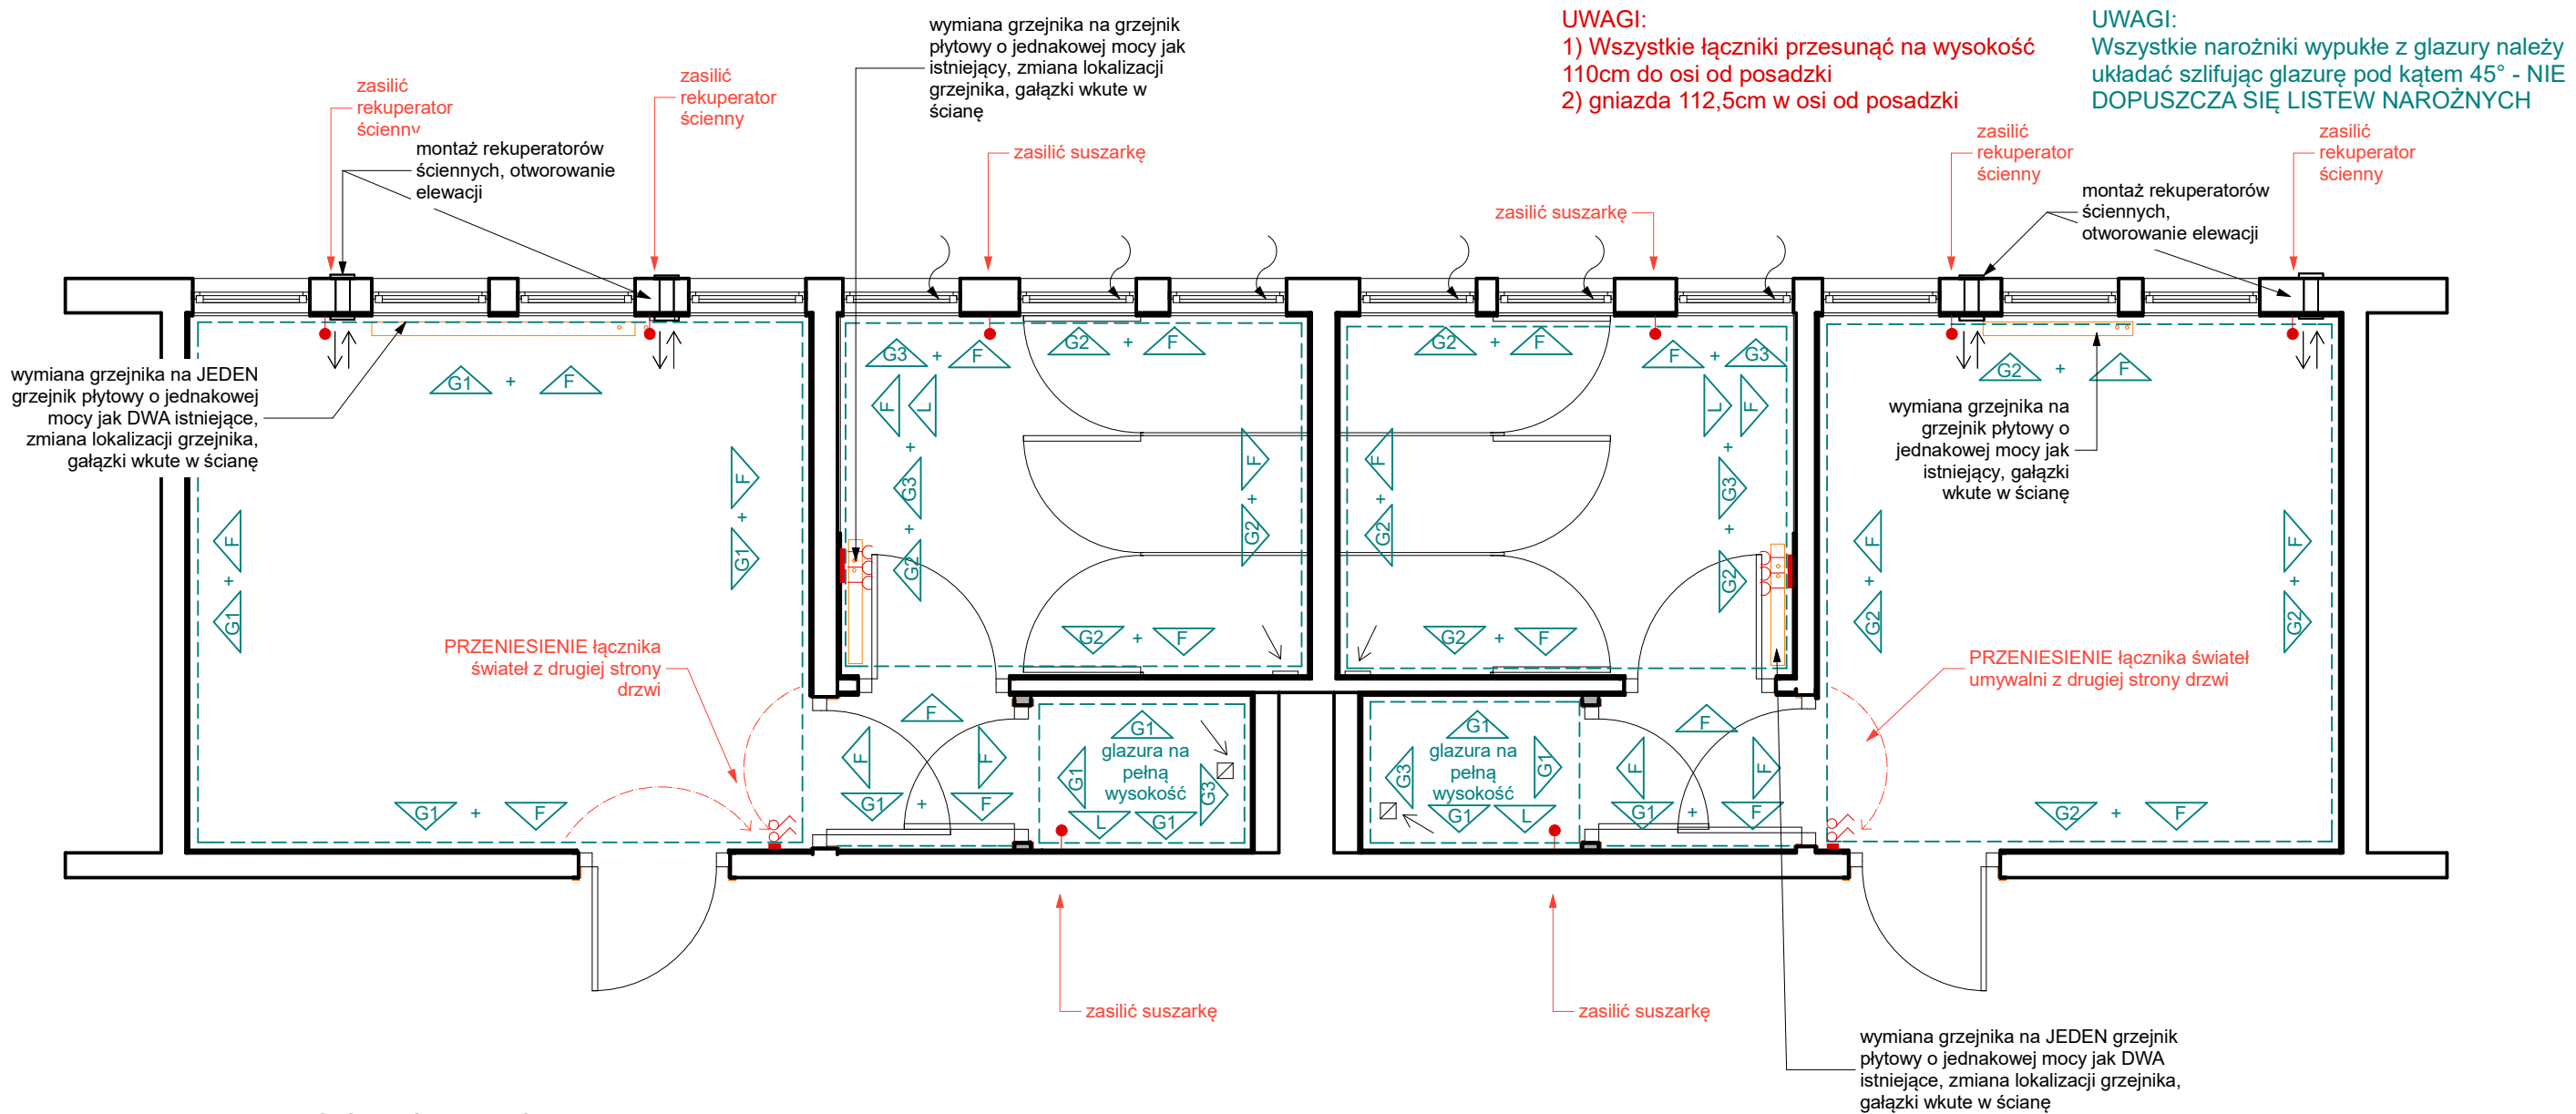 wymiana grzejnika na grzejnik
płytowy o jednakowej mocy jak
istniejący, zmiana lokalizacji
grzejnika, gałązki wkute w
ścianę
UWAGI:
1) Wszystkie łączniki przesunąć na wysokość
110cm do osi od posadzki
2) gniazda 112,5cm w osi od posadzki
UWAGI:
Wszystkie narożniki wypukłe z glazury należy
układać szlifując glazurę pod kątem 45° - NIE
DOPUSZCZA SIĘ LISTEW NAROŻNYCH
zasilić
rekuperator
ścienny
zasilić
rekuperator
ścienny
montaż rekuperatorów
ściennych, otworowanie
elewacji
zasilić suszarkę
zasilić suszarkę
zasilić
rekuperator
ścienny
zasilić
rekuperator
ścienny
montaż rekuperatorów
ściennych,
otworowanie elewacji
wymiana grzejnika na JEDEN
grzejnik płytowy o jednakowej
mocy jak DWA istniejące,
zmiana lokalizacji grzejnika,
gałązki wkute w ścianę
G1 + F
F + G1
F + G1
G1 + F
PRZENIESIENIE łącznika
świateł z drugiej strony
drzwi
G3 + F
G2 + F
F L + G3 + G2
F + G2
G2 + F
G2 + F
F + G3
L F + G3 + G2
F + G2
G2 + F
G2 + F
wymiana grzejnika na
grzejnik płytowy o
jednakowej mocy jak
istniejący, gałązki
wkute w ścianę
F + G2
F + G2
G2 + F
PRZENIESIENIE łącznika świateł
umywalni z drugiej strony drzwi
F
F
F
G1 + F
G1
glazura na
pełną
wysokość
G1
G3
L
G1
G1
glazura na
pełną
wysokość
G3
G1
G1
L
F
F
F
G1 + F
zasilić suszarkę
zasilić suszarkę
wymiana grzejnika na JEDEN grzejnik
płytowy o jednakowej mocy jak DWA
istniejące, zmiana lokalizacji grzejnika,
gałązki wkute w ścianę